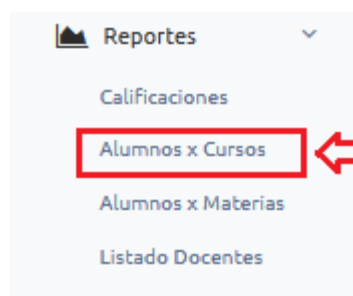 Reportes
Calificaciones
Alumnos x Cursos
Alumnos x Materias
Listado Docentes